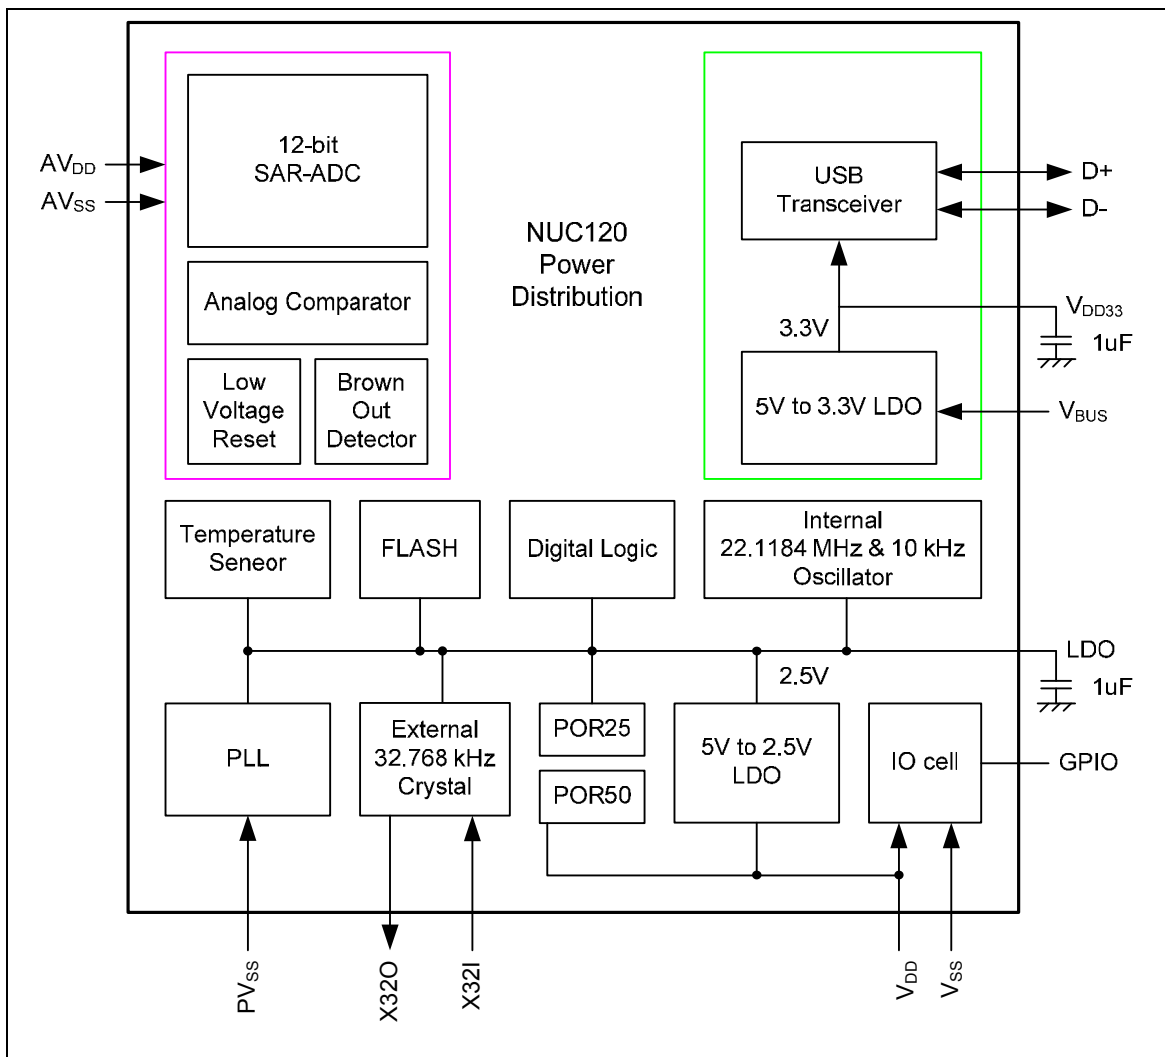 12-bit
SAR-ADC
AVDD
AVSS
Analog Comparator
Low
Voltage
Reset
Brown
Out
Detector
NUC120
Power
Distribution
USB
Transceiver
D+
D-
3.3V
VDD33
1uF
5V to 3.3V LDO
VBUS
Temperature
Seneor
FLASH
Digital Logic
Internal
22.1184 MHz & 10 kHz
Oscillator
LDO
2.5V
1uF
PLL
External
32.768 kHz
Crystal
POR25
POR50
5V to 2.5V
LDO
IO cell
GPIO
PVSS
X32O
X32I
VDD
VSS